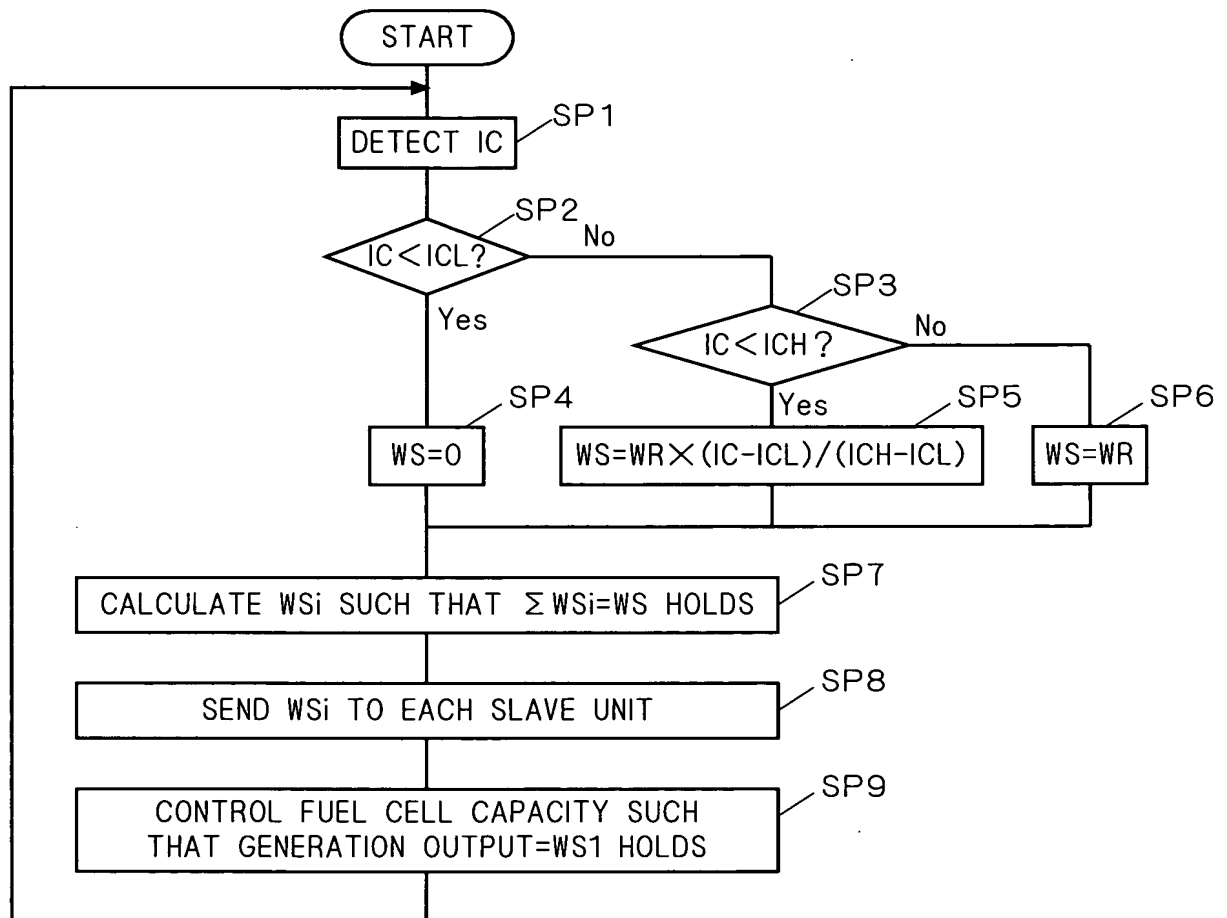 START
DETECT IC
SP1
IC<ICL?
SP2
No
Yes
IC<ICH?
SP3
No
Yes
WS=0
SP4
WS=WR×(IC-ICL)/(ICH-ICL)
SP5
WS=WR
SP6
CALCULATE WSi SUCH THAT ΣWSi=WS HOLDS
SP7
SEND WSi TO EACH SLAVE UNIT
SP8
CONTROL FUEL CELL CAPACITY SUCH
THAT GENERATION OUTPUT=WS1 HOLDS
SP9